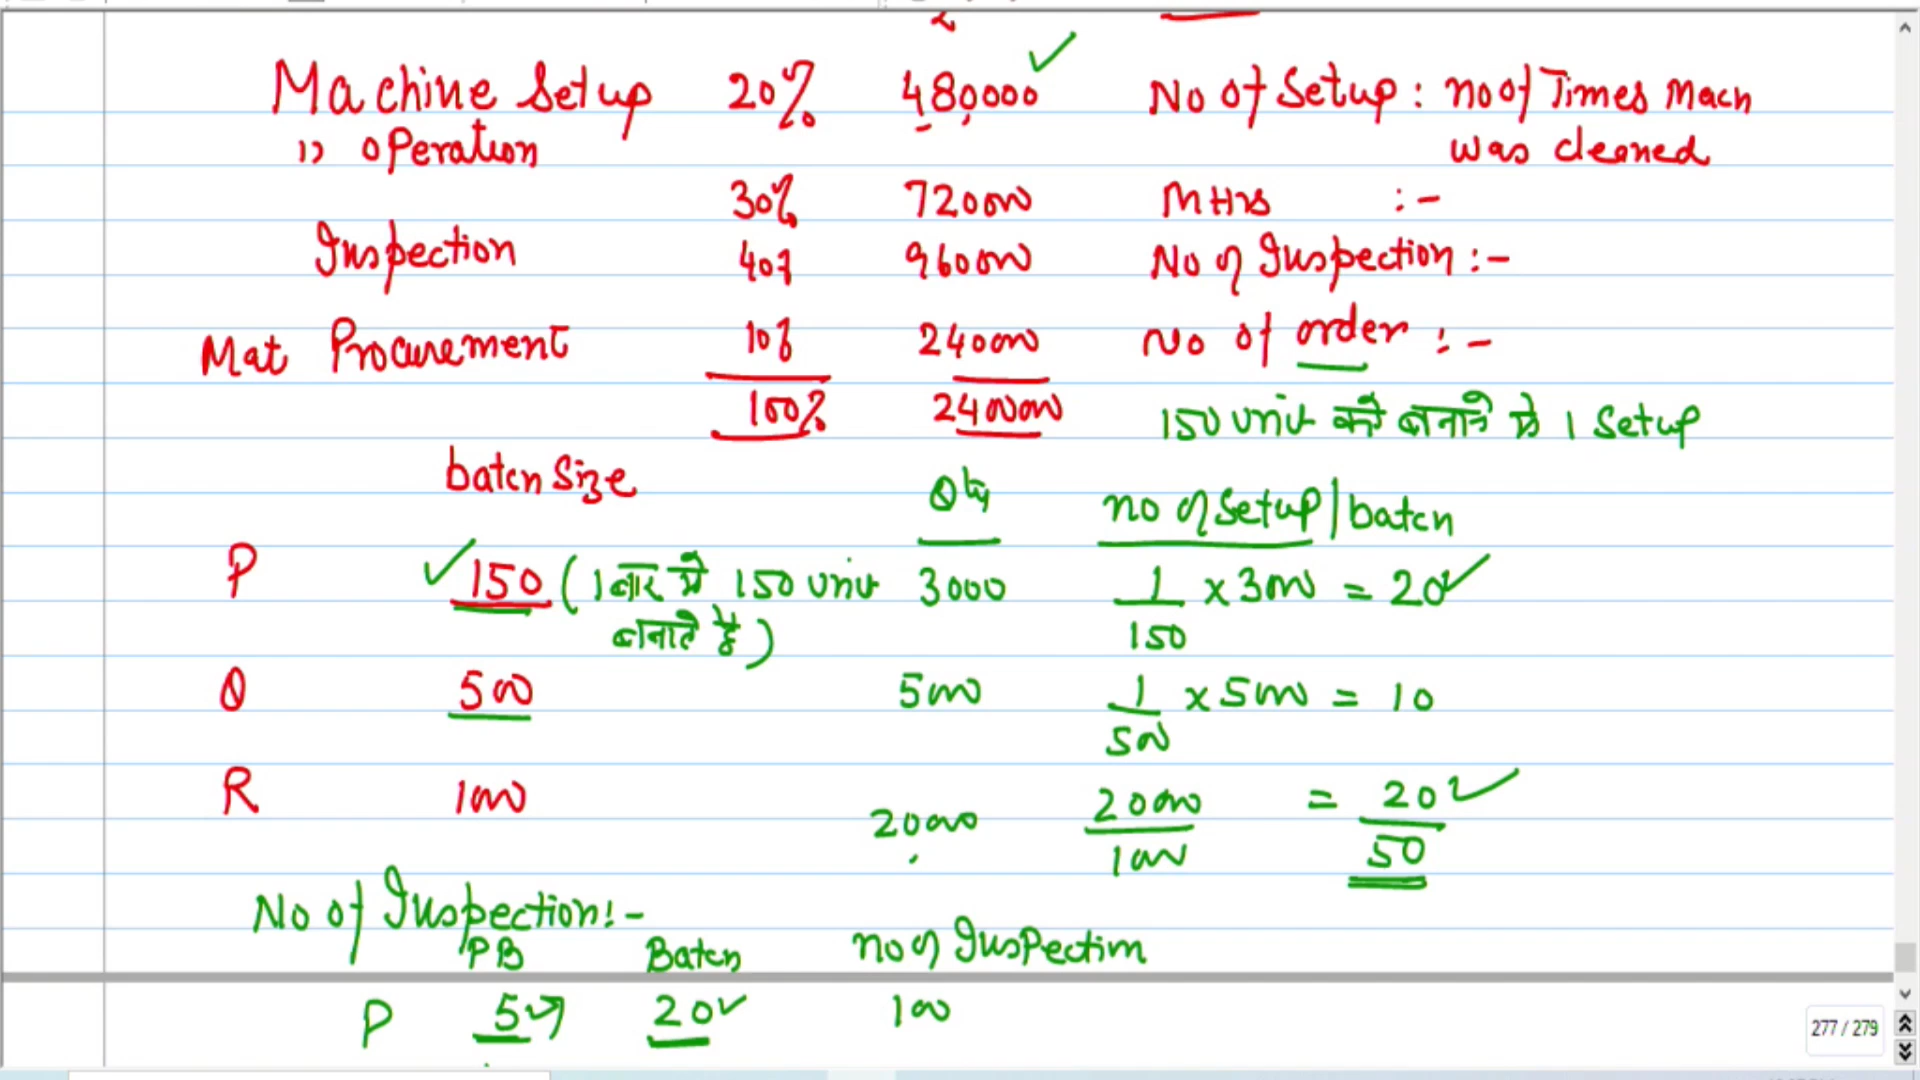 Machine Setup 20% 480000 No of Setup : no of Times Mach
,, operation was cleaned
30% 720000 MHrs :-
Inspection 40% 960000 No of Inspection :-
Mat Procurement 10% 240000 No of order :-
100% 2400000 150 unit को बनाने मे 1 Setup
batch Size Qty no of Setup/batch
P 150 (1 बार मे 150 unit 3000 1/150 x 3000 = 20
बनाते है)
Q 500 5000 1/500 x 5000 = 10
R 1000 20000 20000/1000 = 20
50
No of Inspection :-
PB Batch no of Inspection
P 5 20 100
277 / 279